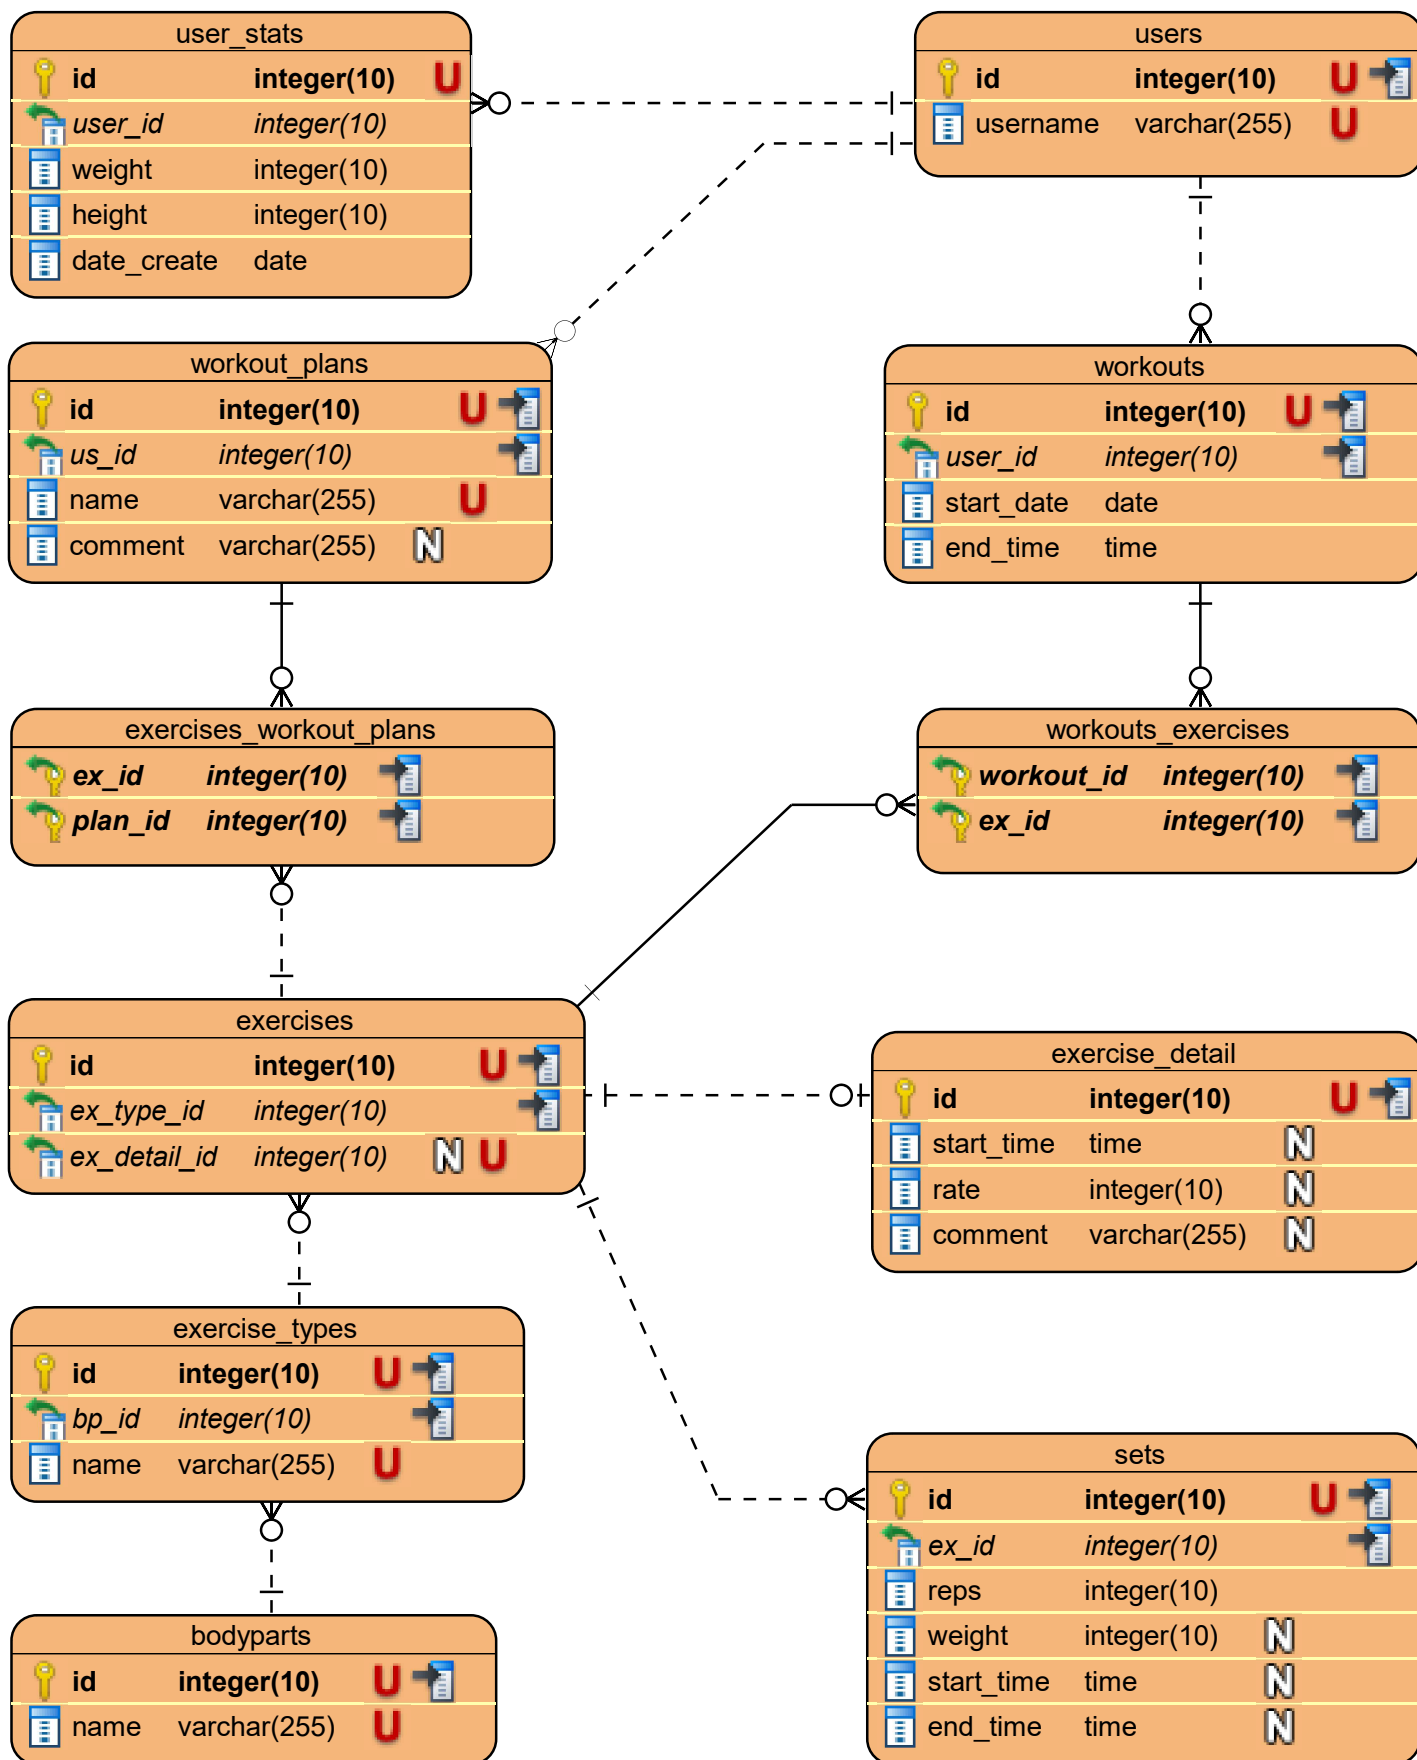 user_stats
id integer(10) U
user_id integer(10)
weight integer(10)
height integer(10)
date_create date
users
id integer(10) U
username varchar(255) U
workout_plans
id integer(10) U
us_id integer(10)
name varchar(255) U
comment varchar(255) N
workouts
id integer(10) U
user_id integer(10)
start_date date
end_time time
exercises_workout_plans
ex_id integer(10)
plan_id integer(10)
workouts_exercises
workout_id integer(10)
ex_id integer(10)
exercises
id integer(10) U
ex_type_id integer(10)
ex_detail_id integer(10) N U
exercise_detail
id integer(10) U
start_time time N
rate integer(10) N
comment varchar(255) N
exercise_types
id integer(10) U
bp_id integer(10)
name varchar(255) U
sets
id integer(10) U
ex_id integer(10)
reps integer(10)
weight integer(10) N
start_time time N
end_time time N
bodyparts
id integer(10) U
name varchar(255) U